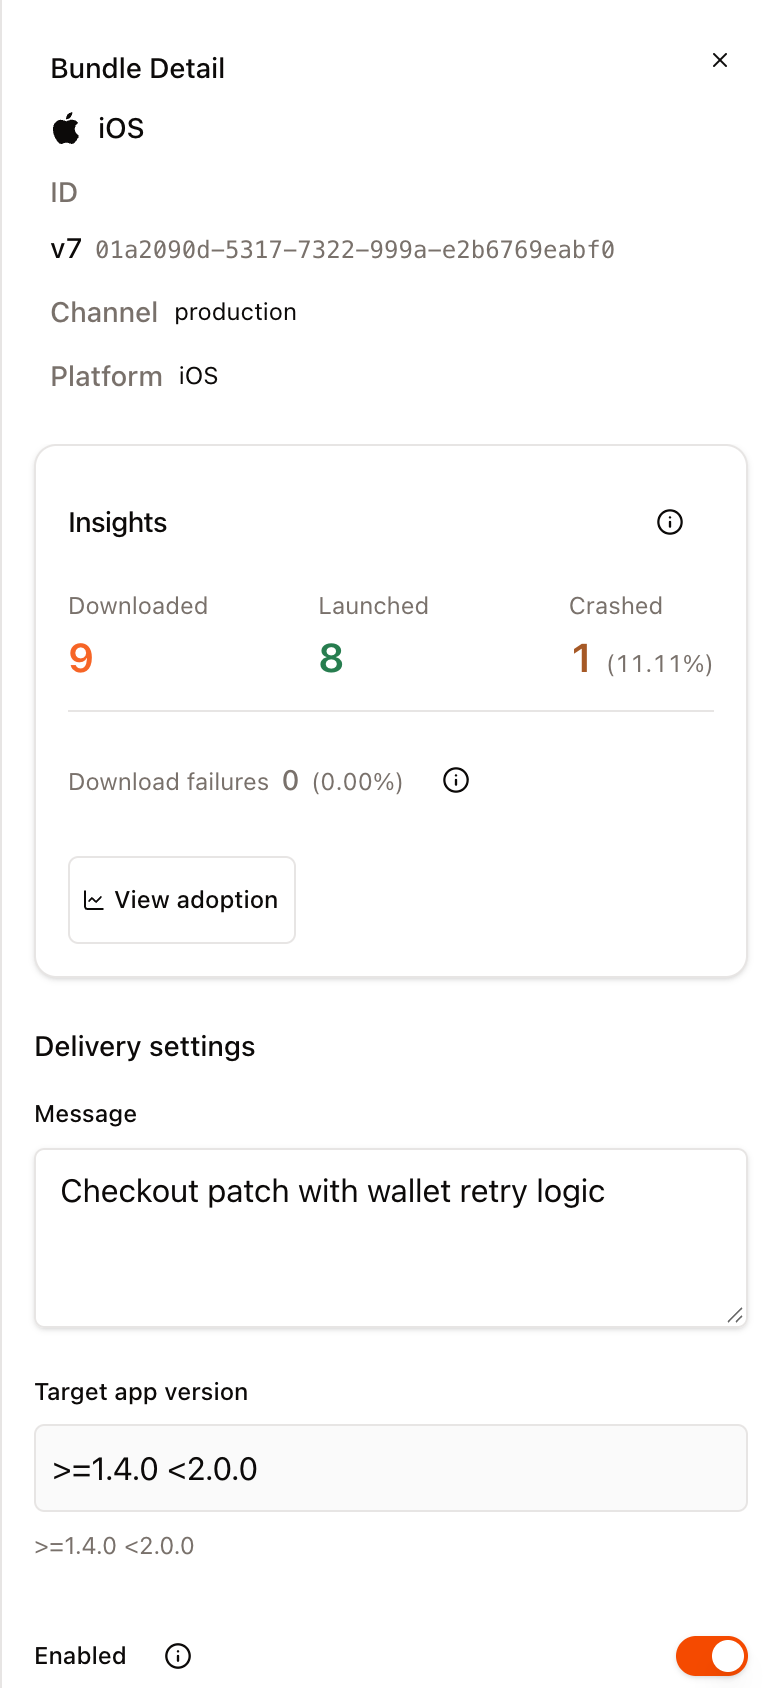 Bundle Detail
iOS
ID
v7 01a2090d-5317-7322-999a-e2b6769eabf0
Channel production
Platform iOS
Insights
Downloaded Launched Crashed
9 8 1 (11.11%)
Download failures 0 (0.00%)
View adoption
Delivery settings
Message
Checkout patch with wallet retry logic
Target app version
>=1.4.0 <2.0.0
>=1.4.0 <2.0.0
Enabled